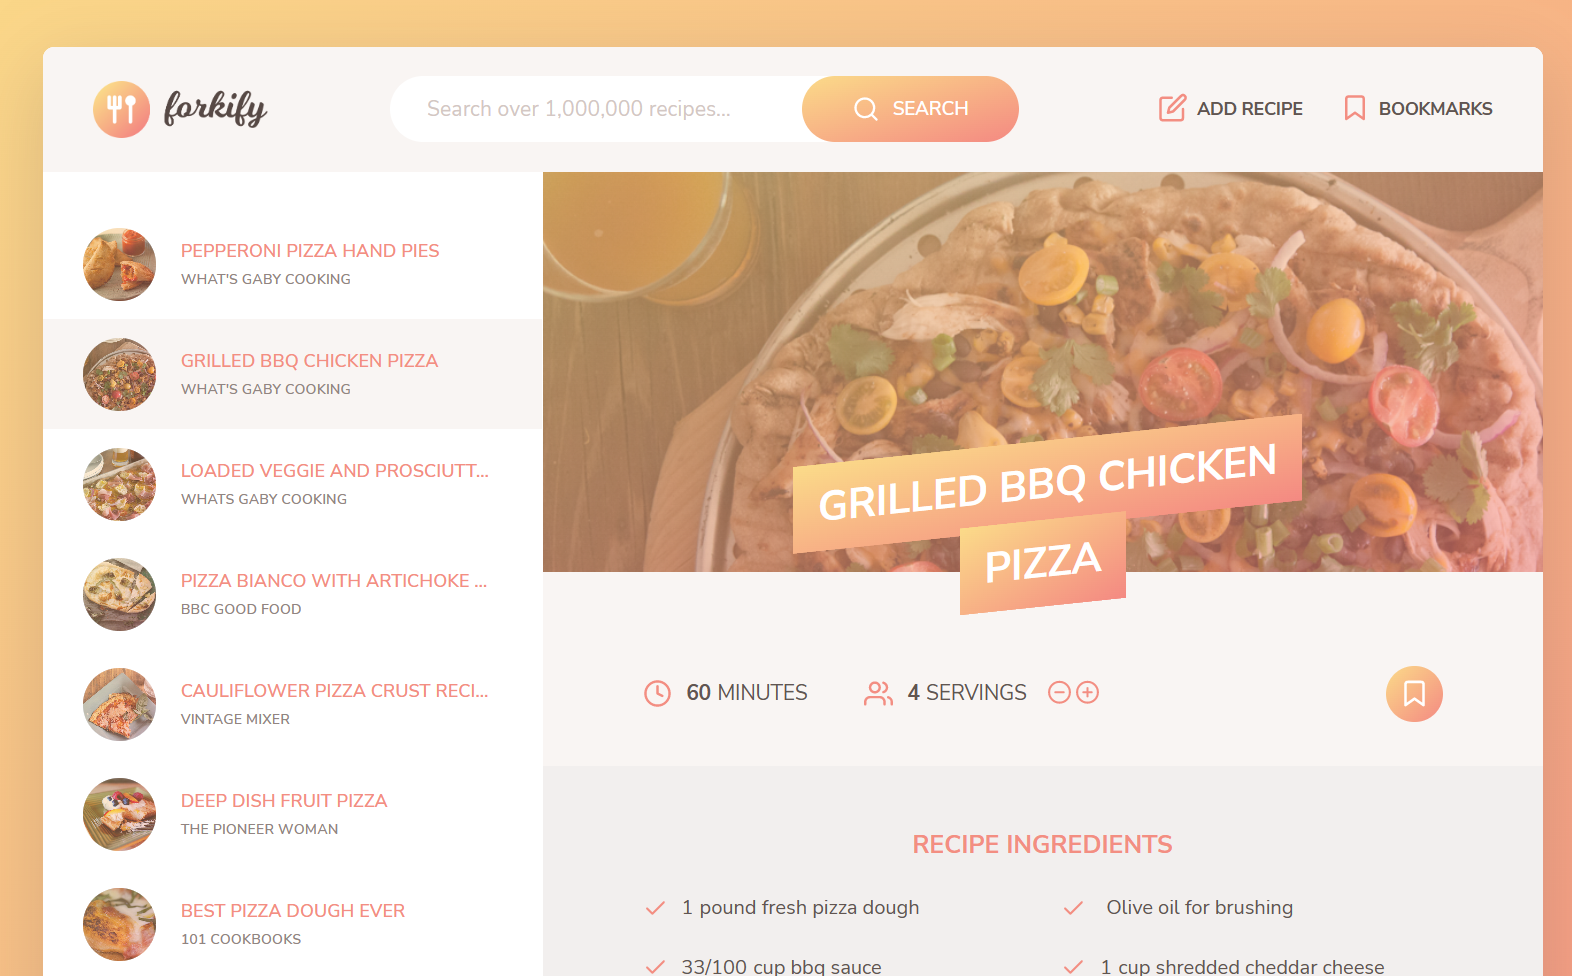 forkify
Search over 1,000,000 recipes...
SEARCH
ADD RECIPE
BOOKMARKS
PEPPERONI PIZZA HAND PIES
WHAT'S GABY COOKING
GRILLED BBQ CHICKEN PIZZA
WHAT'S GABY COOKING
LOADED VEGGIE AND PROSCIUTT...
WHATS GABY COOKING
PIZZA BIANCO WITH ARTICHOKE ...
BBC GOOD FOOD
CAULIFLOWER PIZZA CRUST RECI...
VINTAGE MIXER
DEEP DISH FRUIT PIZZA
THE PIONEER WOMAN
BEST PIZZA DOUGH EVER
101 COOKBOOKS
GRILLED BBQ CHICKEN
PIZZA
60 MINUTES
4 SERVINGS
RECIPE INGREDIENTS
1 pound fresh pizza dough
Olive oil for brushing
33/100 cup bbq sauce
1 cup shredded cheddar cheese